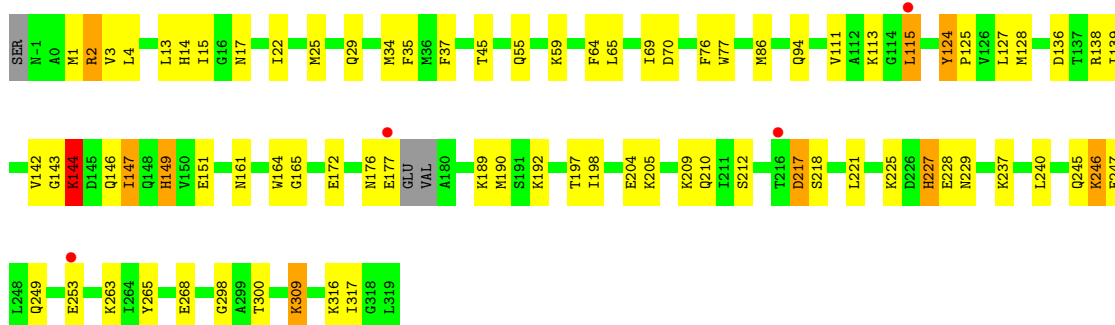 SER N-1 A0 M1 R2 V3 L4 L13 H14 I15 G16 N17 I22 M25 Q29 M34 F35 M36 F37 T45 Q55 K59 F64 L65 I69 D70 F76 W77 M86 Q94 V111 A112 K113 G114 L115 Y124 P125 V126 L127 M128 D136 T137 R138 L139
V142 G143 K144 D145 Q146 I147 Q148 H149 V150 E151 N161 W164 G165 E172 N176 E177 GLU VAL A180 K189 M190 S191 K192 T197 I198 E204 K205 K209 Q210 I211 S212 T216 D217 S218 L221 K225 D226 H227 E228 N229 K237 L240 Q245 K246 E247
L248 Q249 E253 K263 I264 Y265 E268 G298 A299 T300 K309 K316 I317 G318 L319